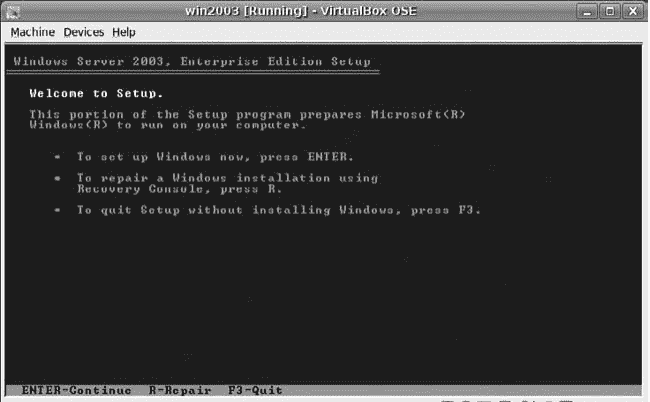 win2003 [Running] - VirtualBox OSE
Machine Devices Help
Windows Server 2003, Enterprise Edition Setup
Welcome to Setup.
This portion of the Setup program prepares Microsoft(R)
Windows(R) to run on your computer.
• To set up Windows now, press ENTER.
• To repair a Windows installation using
Recovery Console, press R.
• To quit Setup without installing Windows, press F3.
ENTER=Continue R=Repair F3=Quit